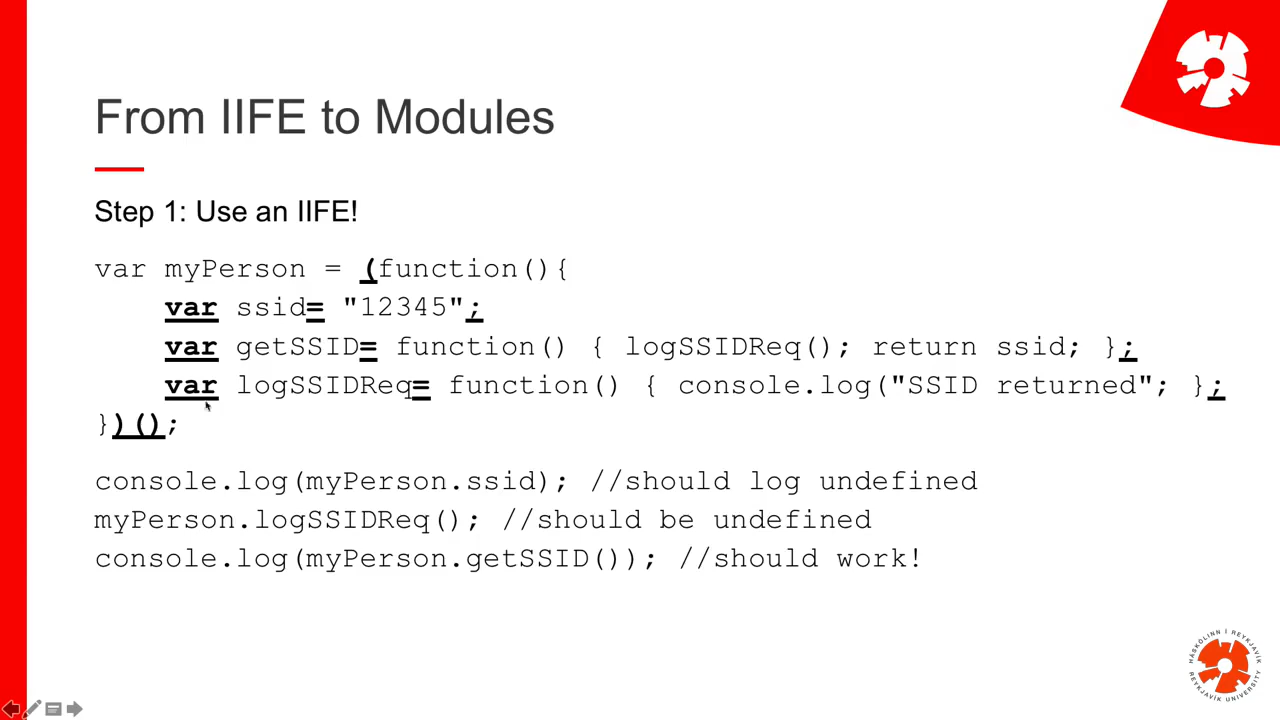 From IIFE to Modules
Step 1: Use an IIFE!
var myPerson = (function(){
var ssid= "12345";
var getSSID= function() { logSSIDReq(); return ssid; };
var logSSIDReq= function() { console.log("SSID returned"; };
})();
console.log(myPerson.ssid); //should log undefined
myPerson.logSSIDReq(); //should be undefined
console.log(myPerson.getSSID()); //should work!
HÁSKÓLINN Í REYKJAVÍK
REYKJAVÍK UNIVERSITY